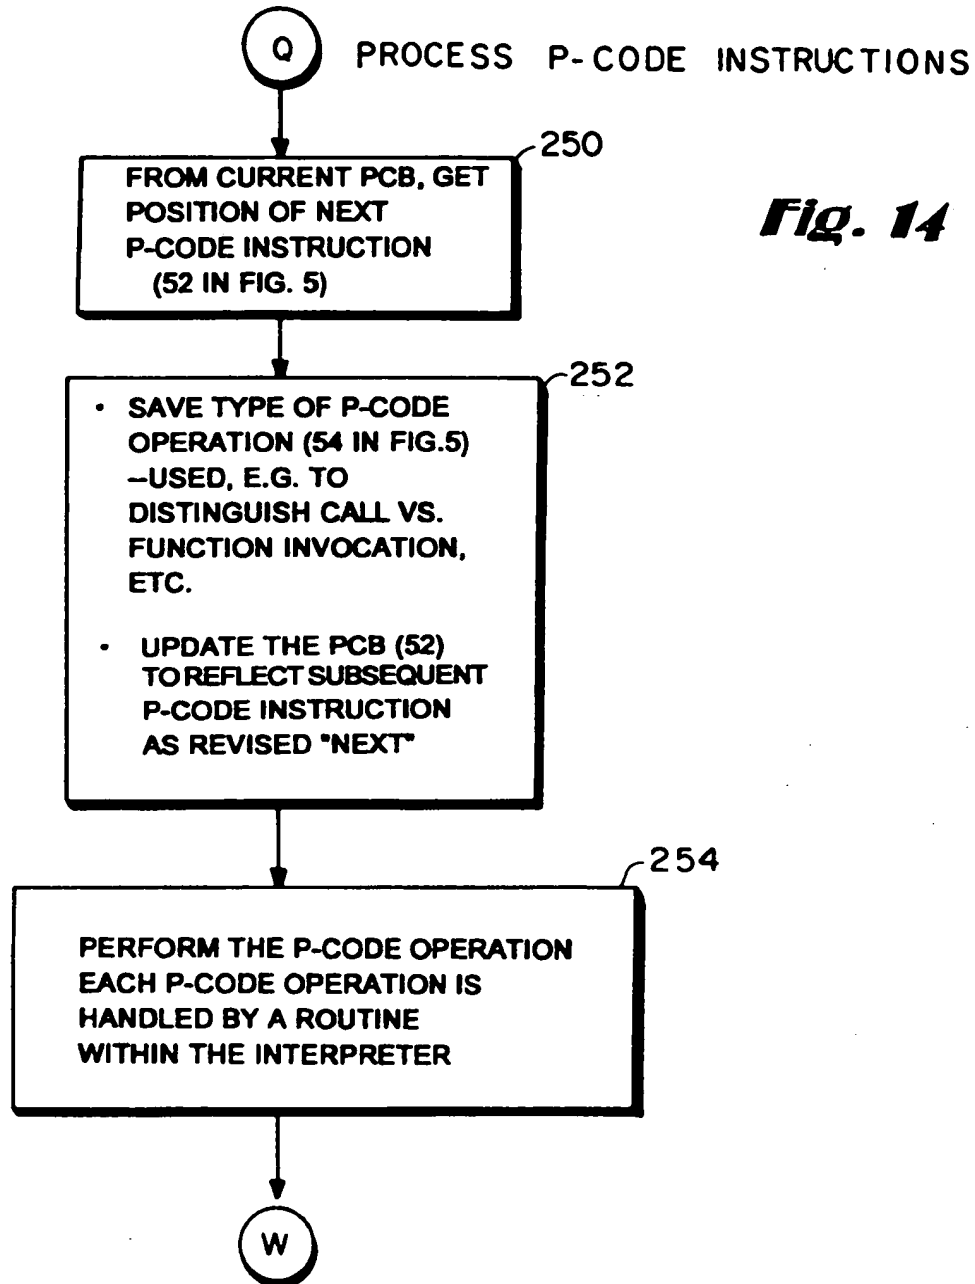 Q PROCESS P-CODE INSTRUCTIONS
250
FROM CURRENT PCB, GET
POSITION OF NEXT
P-CODE INSTRUCTION
(52 IN FIG. 5)
Fig. 14
252
• SAVE TYPE OF P-CODE
OPERATION (54 IN FIG.5)
–USED, E.G. TO
DISTINGUISH CALL VS.
FUNCTION INVOCATION,
ETC.
• UPDATE THE PCB (52)
TO REFLECT SUBSEQUENT
P-CODE INSTRUCTION
AS REVISED "NEXT"
254
PERFORM THE P-CODE OPERATION
EACH P-CODE OPERATION IS
HANDLED BY A ROUTINE
WITHIN THE INTERPRETER
W